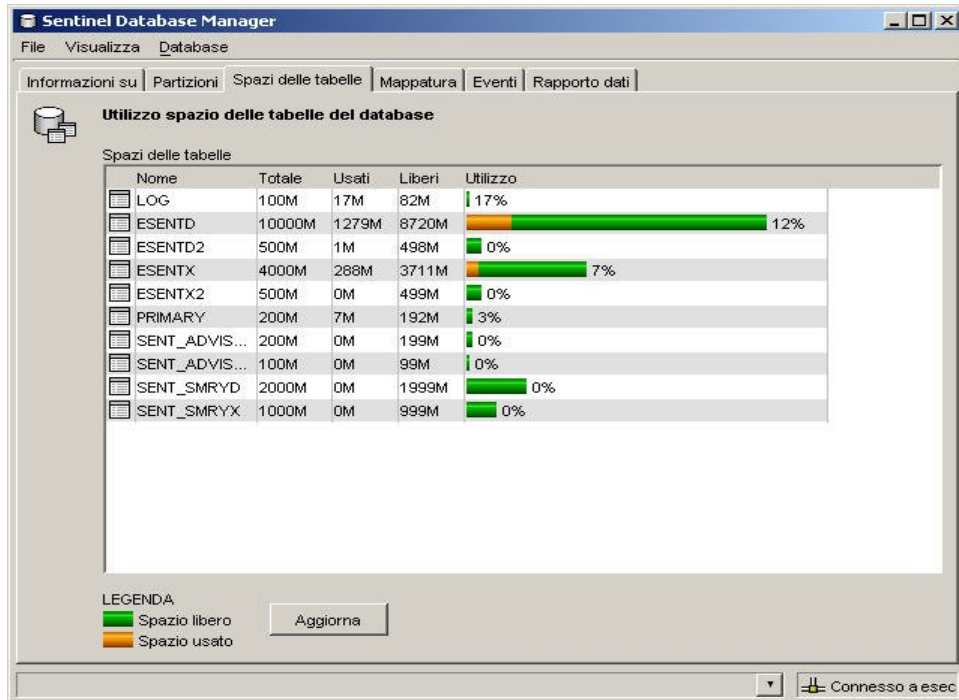 Sentinel Database Manager
File Visualizza Database
Informazioni su Partizioni Spazi delle tabelle Mappatura Eventi Rapporto dati
Utilizzo spazio delle tabelle del database
Spazi delle tabelle
Nome Totale Usati Liberi Utilizzo
LOG 100M 17M 82M 17%
ESENTD 10000M 1279M 8720M 12%
ESENTD2 500M 1M 498M 0%
ESENTX 4000M 288M 3711M 7%
ESENTX2 500M 0M 499M 0%
PRIMARY 200M 7M 192M 3%
SENT_ADVIS... 200M 0M 199M 0%
SENT_ADVIS... 100M 0M 99M 0%
SENT_SMRYD 2000M 0M 1999M 0%
SENT_SMRYX 1000M 0M 999M 0%
LEGENDA
Spazio libero
Spazio usato
Aggiorna
Connesso a esec